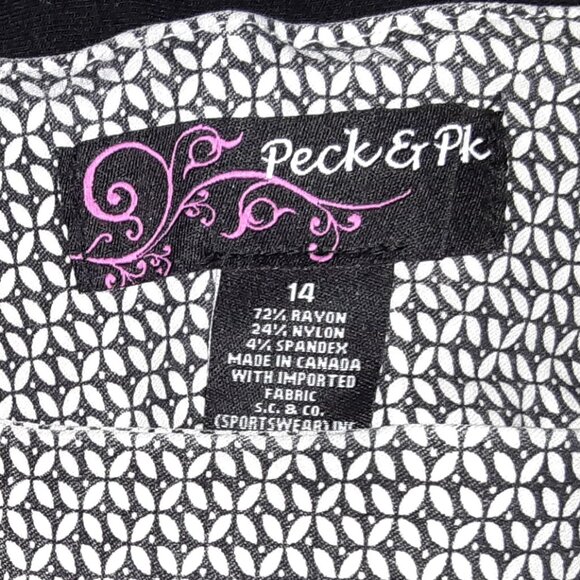 Peck & Pk
14
72% RAYON
24% NYLON
4% SPANDEX
MADE IN CANADA
WITH IMPORTED
FABRIC
S.C. & CO.
(SPORTSWEAR) INC